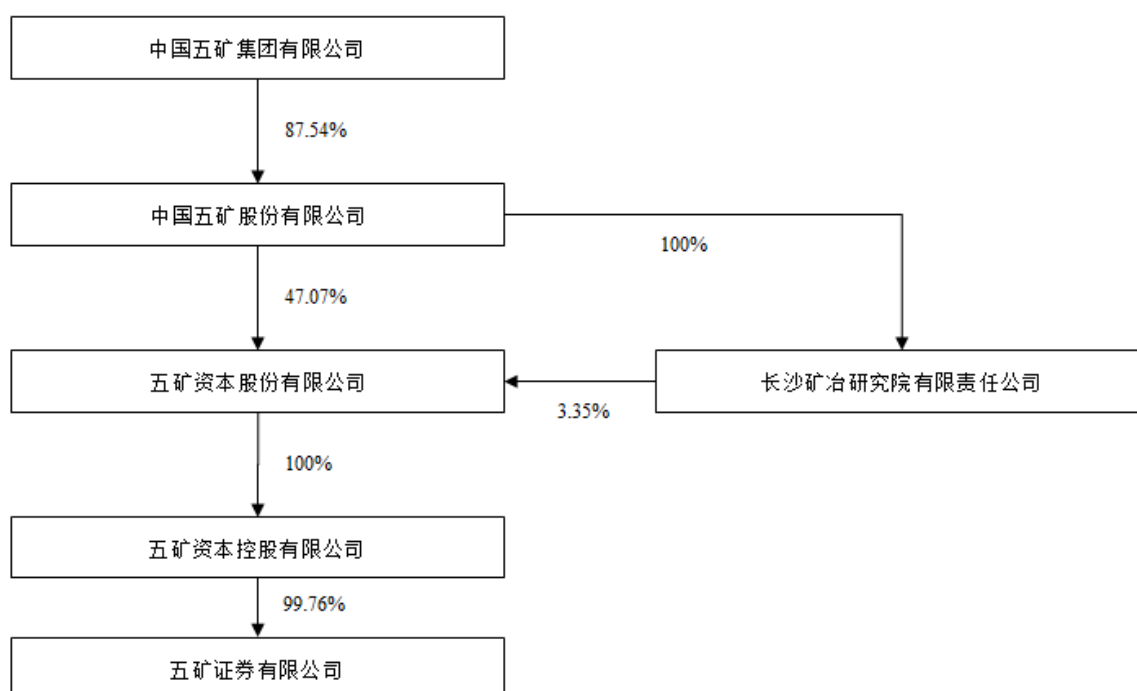 中国五矿集团有限公司
87.54%
中国五矿股份有限公司
100%
47.07%
五矿资本股份有限公司
长沙矿冶研究院有限责任公司
3.35%
100%
五矿资本控股有限公司
99.76%
五矿证券有限公司